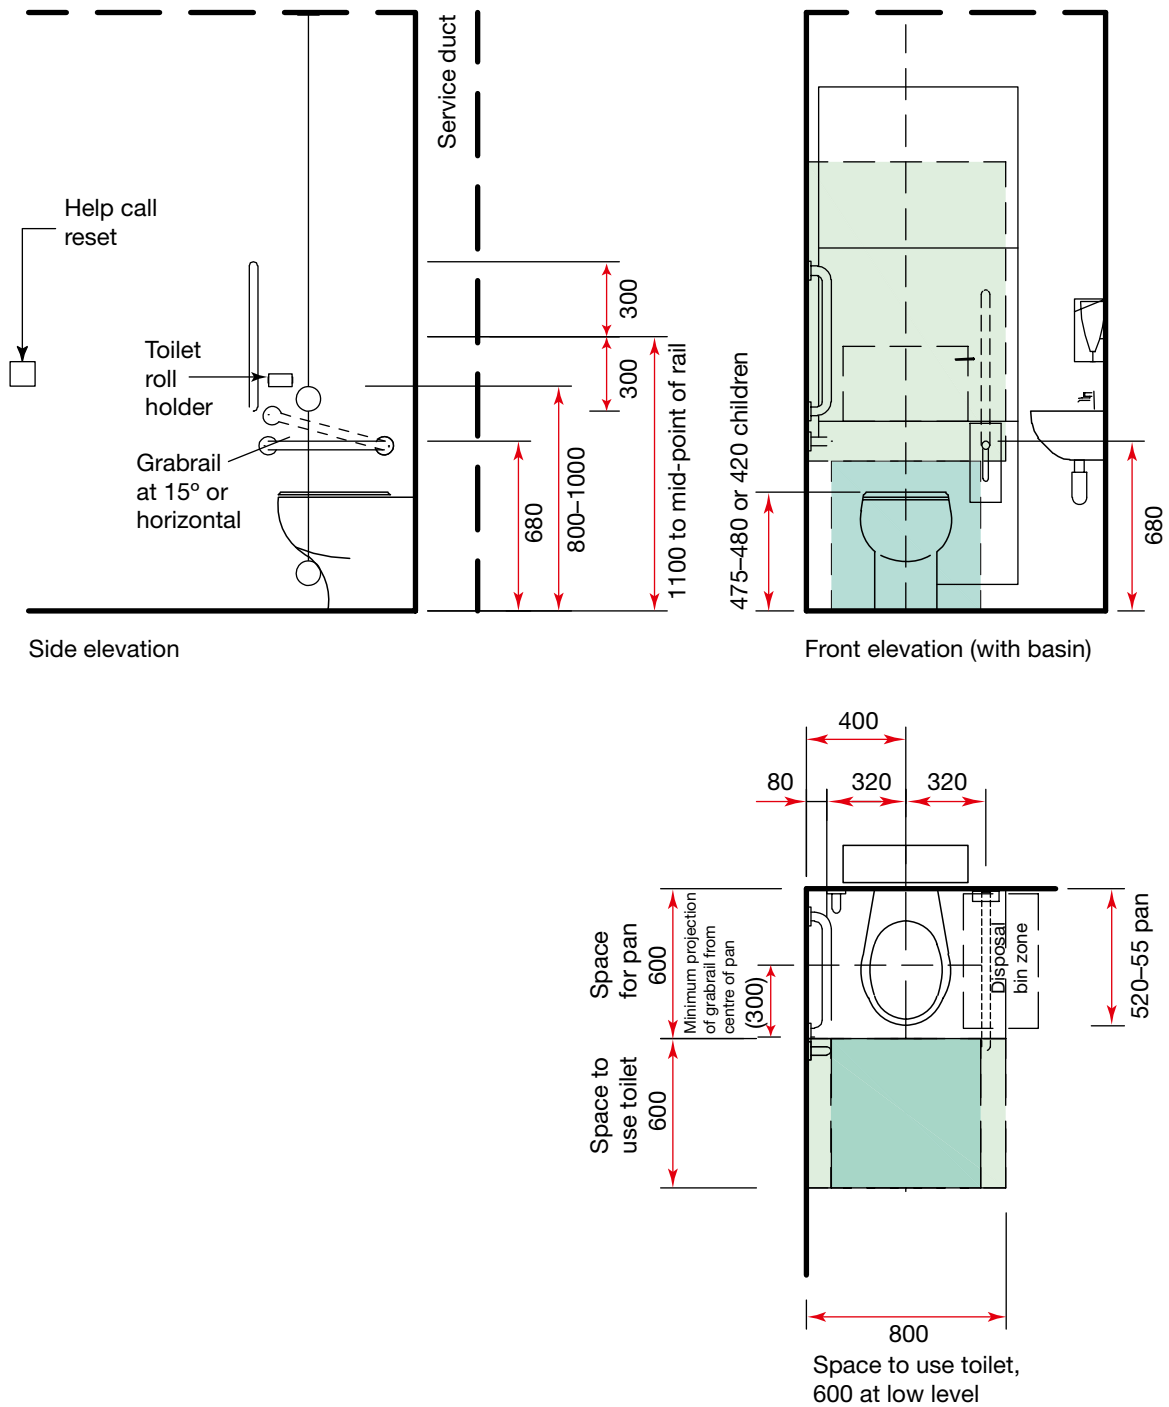 Service duct
Help call
reset
Toilet
roll
holder
Grabrail
at 15º or
horizontal
300
300
680
800–1000
1100 to mid-point of rail
Side elevation
475–480 or 420 children
680
Front elevation (with basin)
400
80
320
320
Space
for pan
600
Minimum projection
of grabrail from
centre of pan
(300)
Disposal
bin zone
520–55 pan
Space to
use toilet
600
800
Space to use toilet,
600 at low level